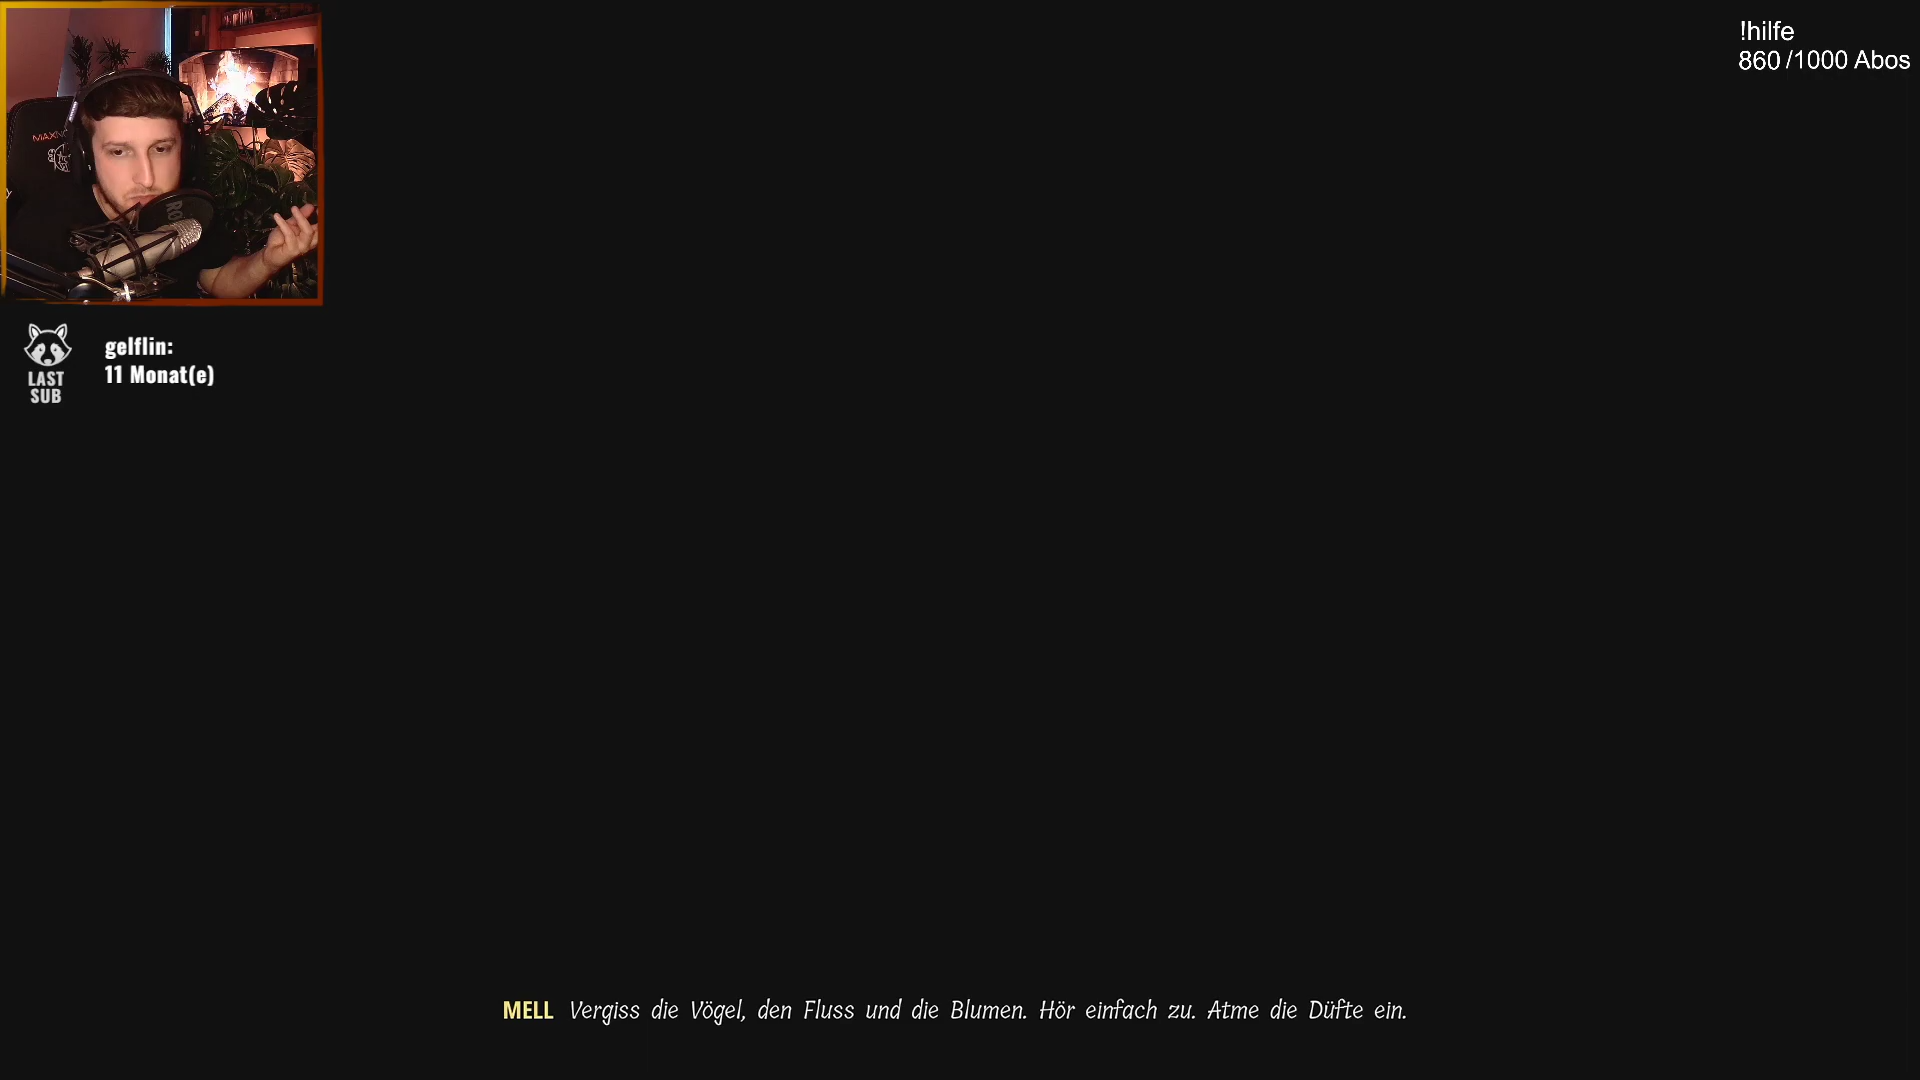 !hilfe
860 /1000 Abos
gelflin:
11 Monat(e)
LAST
SUB
MELL Vergiss die Vögel, den Fluss und die Blumen. Hör einfach zu. Atme die Düfte ein.